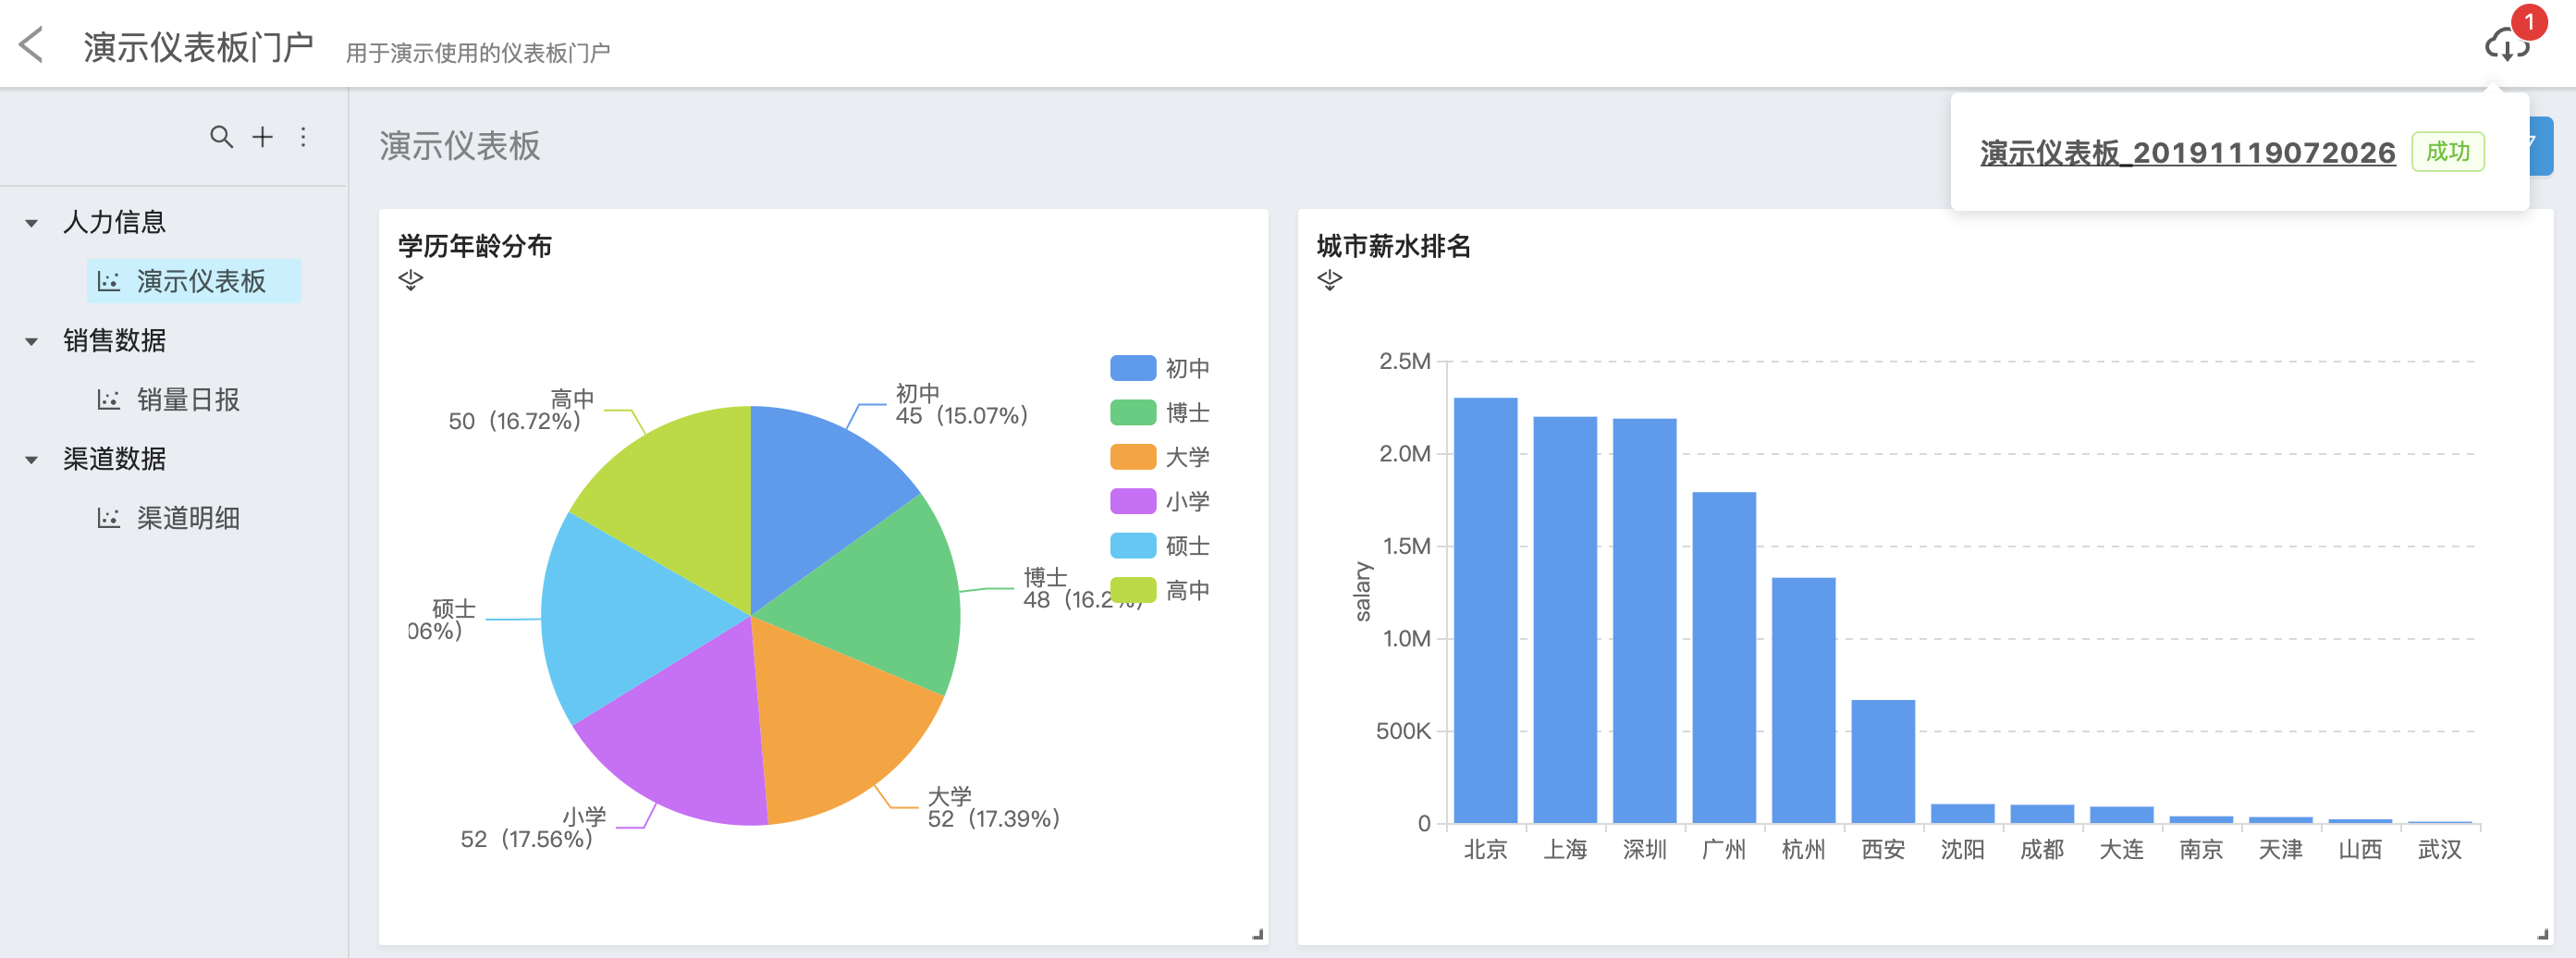 演示仪表板门户 用于演示使用的仪表板门户
1
演示仪表板_20191119072026 成功
人力信息
演示仪表板
销售数据
销量日报
渠道数据
渠道明细
演示仪表板
学历年龄分布
高中
50（16.72%）
初中
45（15.07%）
博士
48（16.2
硕士
06%）
小学
52（17.56%）
大学
52（17.39%）
初中
博士
大学
小学
硕士
高中
城市薪水排名
salary
2.5M
2.0M
1.5M
1.0M
500K
0
北京 上海 深圳 广州 杭州 西安 沈阳 成都 大连 南京 天津 山西 武汉